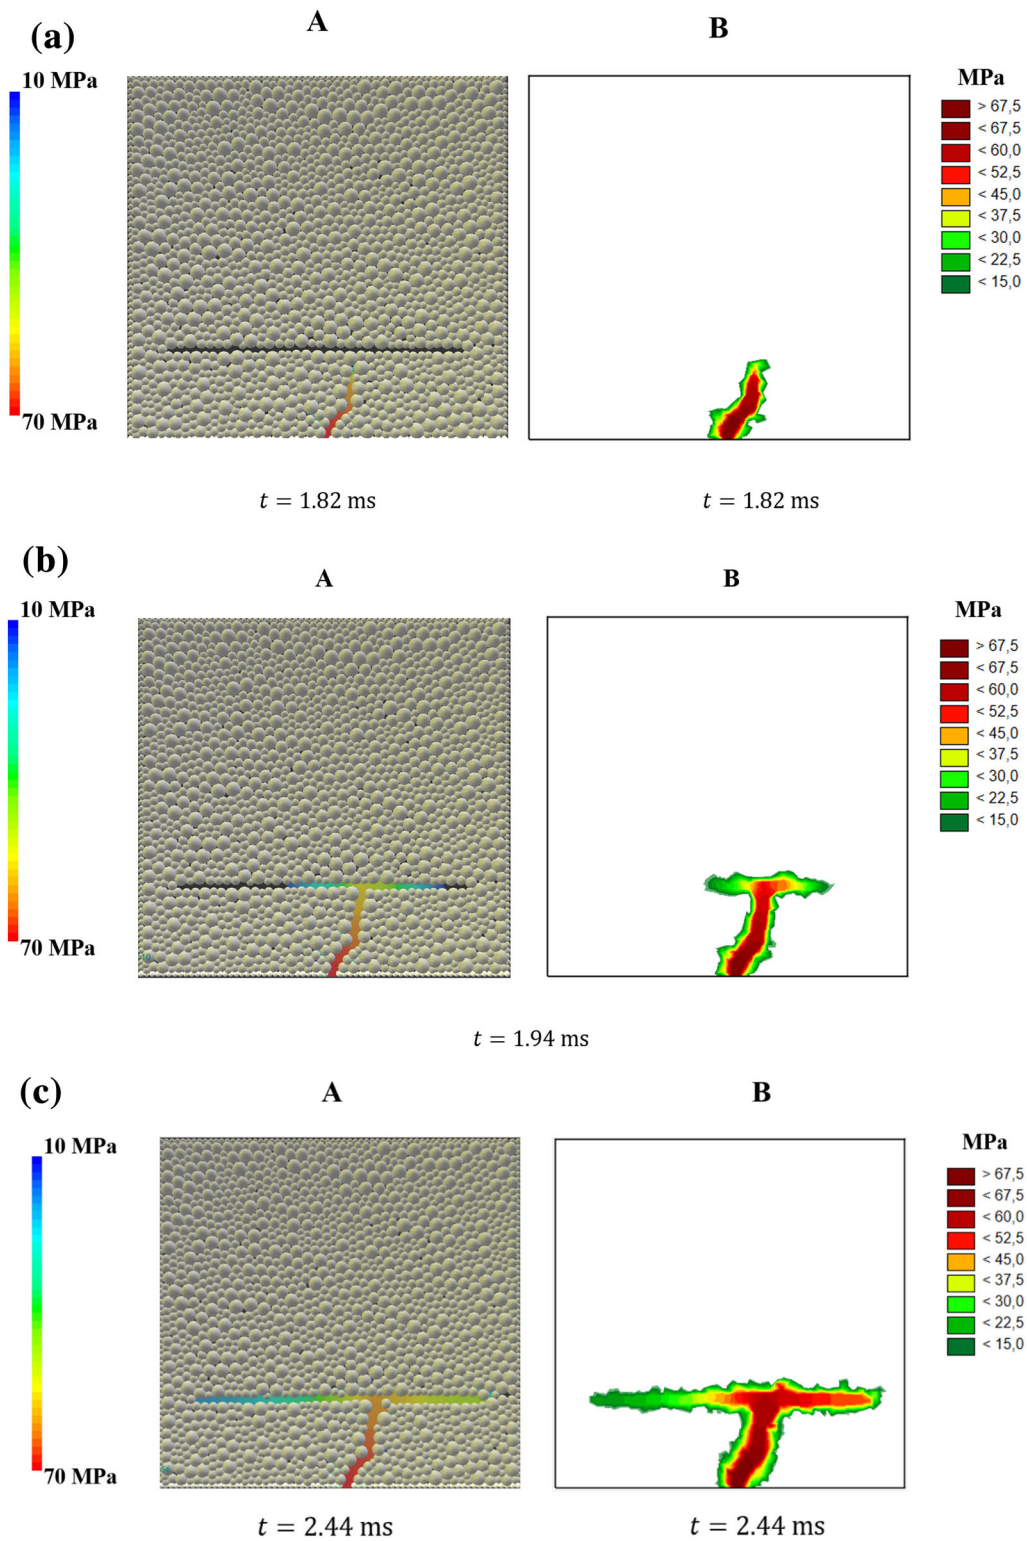 (a)
A
B
10 MPa
70 MPa
MPa
> 67,5
< 67,5
< 60,0
< 52,5
< 45,0
< 37,5
< 30,0
< 22,5
< 15,0
t = 1.82 ms
t = 1.82 ms
(b)
A
B
10 MPa
70 MPa
MPa
> 67,5
< 67,5
< 60,0
< 52,5
< 45,0
< 37,5
< 30,0
< 22,5
< 15,0
t = 1.94 ms
(c)
A
B
10 MPa
70 MPa
MPa
> 67,5
< 67,5
< 60,0
< 52,5
< 45,0
< 37,5
< 30,0
< 22,5
< 15,0
t = 2.44 ms
t = 2.44 ms